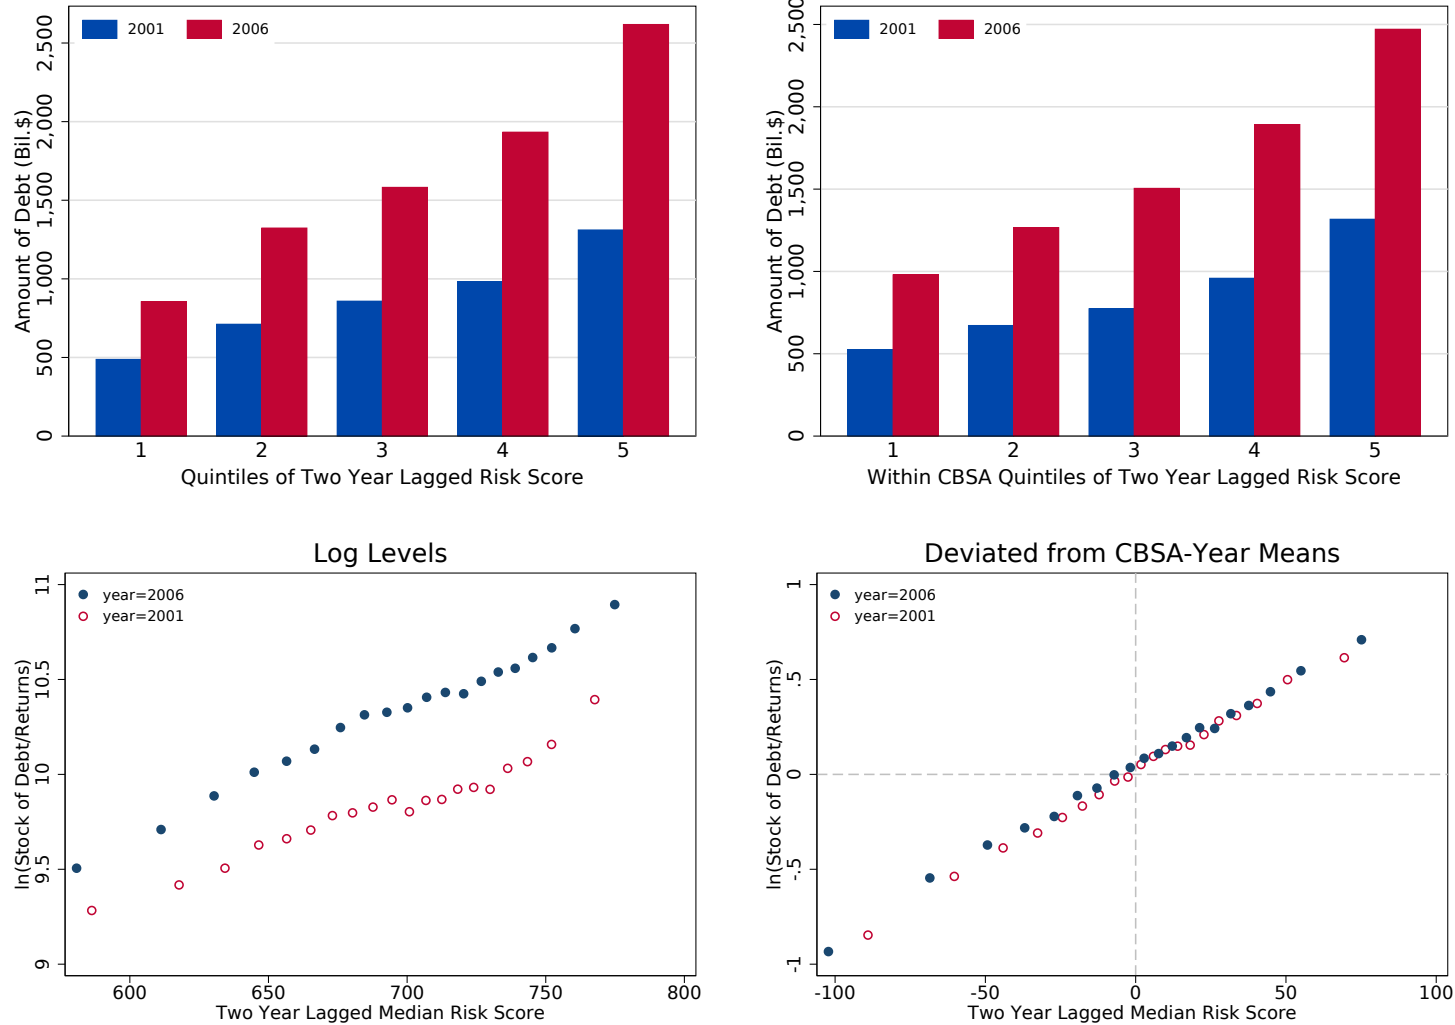 2001 2006
Amount of Debt (Bil.$)
2,500
2,000
1,500
1,000
500
0
1 2 3 4 5
Quintiles of Two Year Lagged Risk Score
2001 2006
Amount of Debt (Bil.$)
2,500
2,000
1,500
1,000
500
0
1 2 3 4 5
Within CBSA Quintiles of Two Year Lagged Risk Score
Log Levels
year=2006
year=2001
ln(Stock of Debt/Returns)
11
10.5
10
9.5
9
600 650 700 750 800
Two Year Lagged Median Risk Score
Deviated from CBSA-Year Means
year=2006
year=2001
ln(Stock of Debt/Returns)
1
.5
0
-.5
-1
-100 -50 0 50 100
Two Year Lagged Median Risk Score